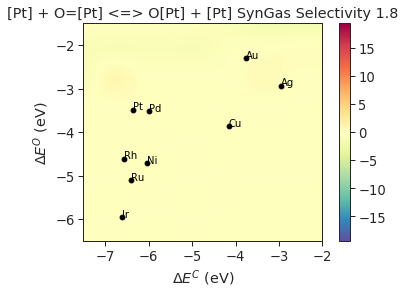 [Pt] + O=[Pt] <=> O[Pt] + [Pt] SynGas Selectivity 1.8
−2
−3
−4
−5
−6
ΔE^O (eV)
Au
Ag
Pt
Pd
Cu
Rh
Ni
Ru
Ir
−7
−6
−5
−4
−3
−2
ΔE^C (eV)
15
10
5
0
−5
−10
−15